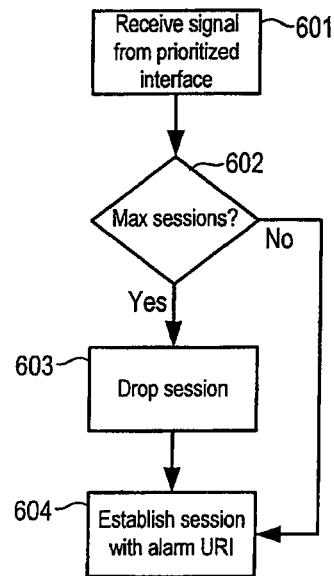 Receive signal
from prioritized
interface
601
602
Max sessions?
No
Yes
603
Drop session
604
Establish session
with alarm URI